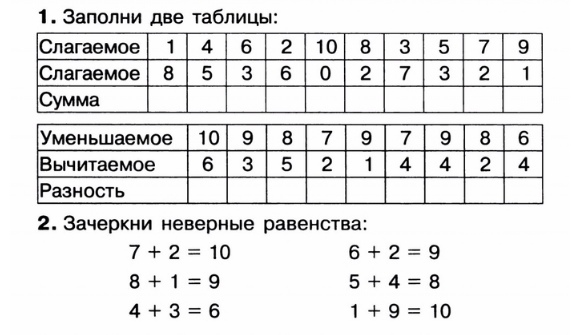 1. Заполни две таблицы:
Слагаемое 1 4 6 2 10 8 3 5 7 9
Слагаемое 8 5 3 6 0 2 7 3 2 1
Сумма
Уменьшаемое 10 9 8 7 9 7 9 8 6
Вычитаемое 6 3 5 2 1 4 4 2 4
Разность
2. Зачеркни неверные равенства:
7 + 2 = 10 6 + 2 = 9
8 + 1 = 9 5 + 4 = 8
4 + 3 = 6 1 + 9 = 10